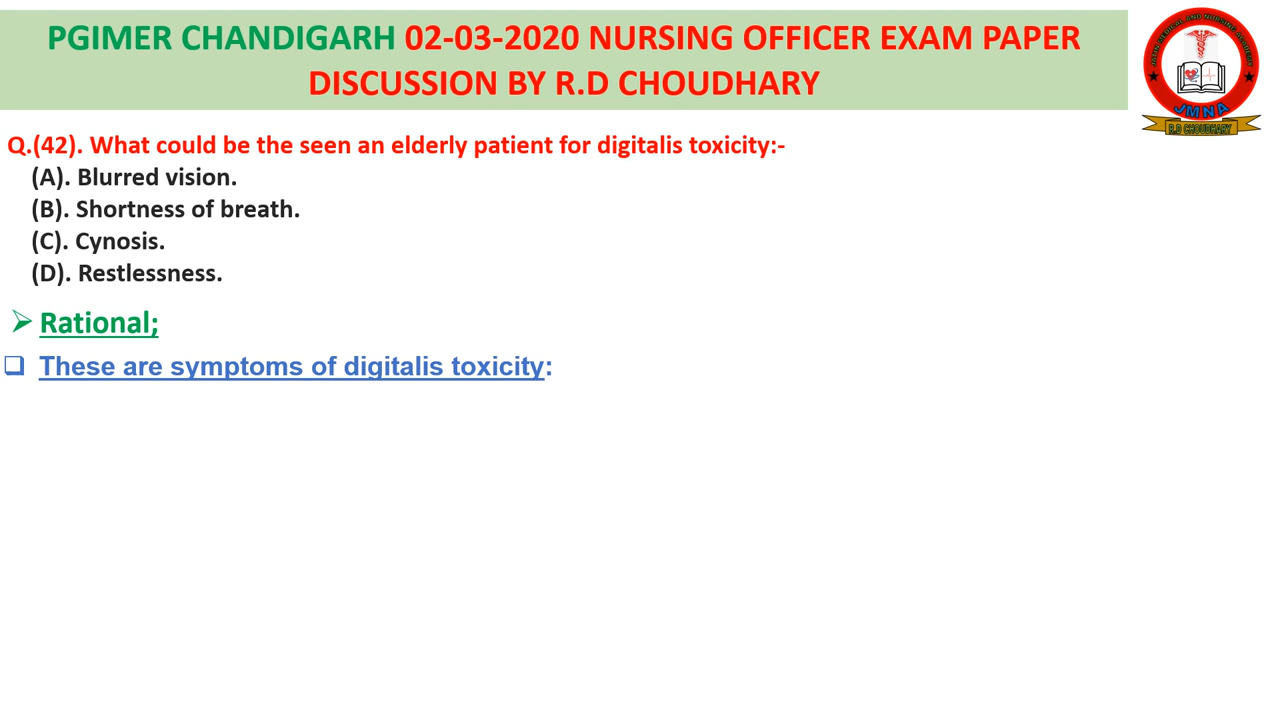 PGIMER CHANDIGARH 02-03-2020 NURSING OFFICER EXAM PAPER
DISCUSSION BY R.D CHOUDHARY
JMNA
R.D CHOUDHARY
Q.(42). What could be the seen an elderly patient for digitalis toxicity:-
(A). Blurred vision.
(B). Shortness of breath.
(C). Cynosis.
(D). Restlessness.
Rational;
These are symptoms of digitalis toxicity: